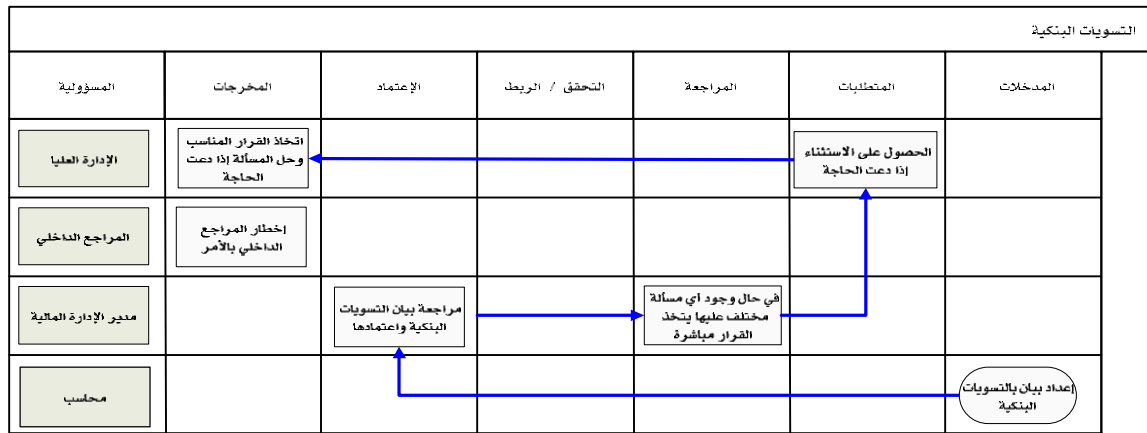 التسويات البنكية
المدخلات
المتطلبات
المراجعة
التحقق / الربط
الإعتماد
المخرجات
المسؤولية
الحصول على الاستثناء
إذا دعت الحاجة
اتخاذ القرار المناسب
وحل المسألة إذا دعت
الحاجة
الإدارة العليا
إخطار المراجع
الداخلي بالأمر
المراجع الداخلي
في حال وجود أي مسألة
مختلف عليها يتخذ
القرار مباشرة
مراجعة بيان التسويات
البنكية واعتمادها
مدير الإدارة المالية
إعداد بيان بالتسويات
البنكية
محاسب